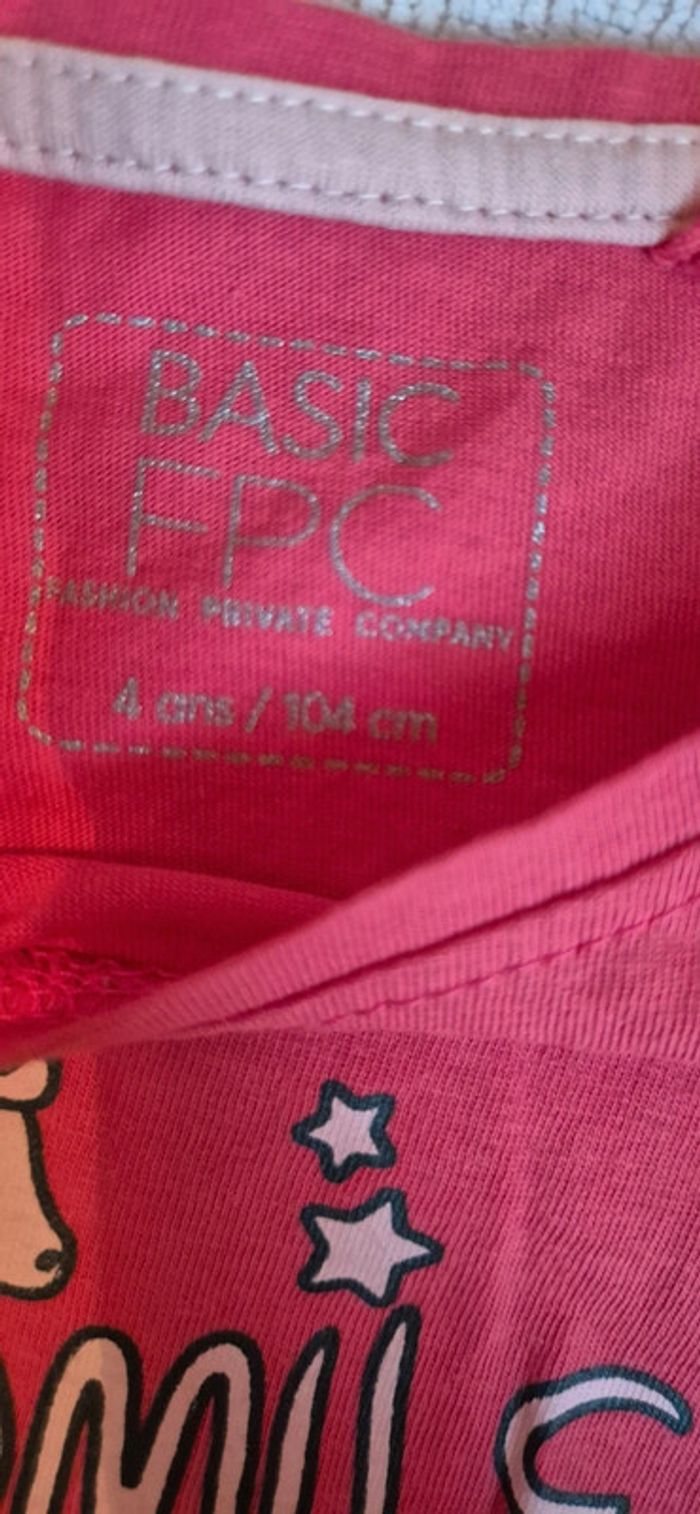 BASIC
FPC
FASHION PRIVATE COMPANY
4 ans / 104 cm